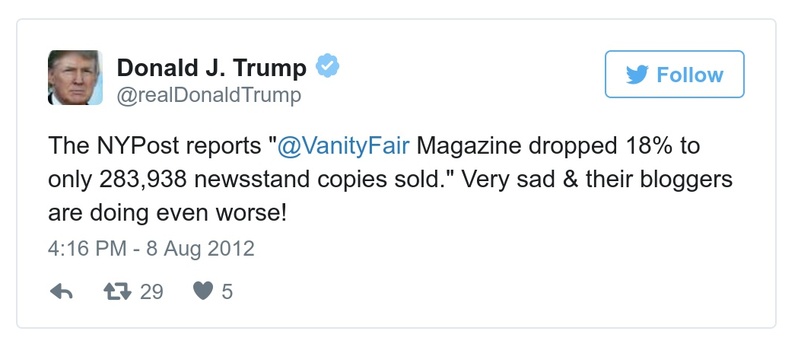 Donald J. Trump
@realDonaldTrump
Follow
The NYPost reports "@VanityFair Magazine dropped 18% to
only 283,938 newsstand copies sold." Very sad & their bloggers
are doing even worse!
4:16 PM - 8 Aug 2012
29 5